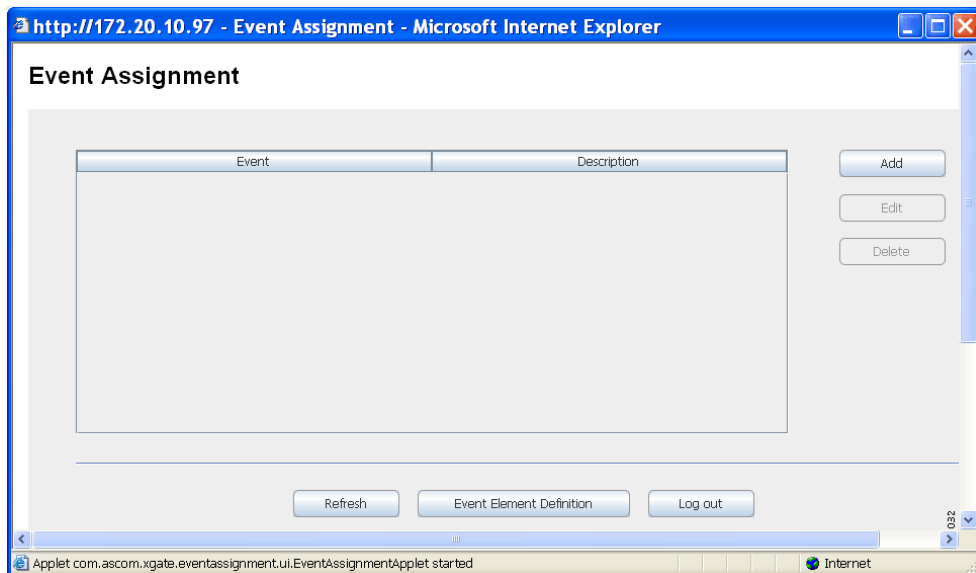 http://172.20.10.97 - Event Assignment - Microsoft Internet Explorer
Event Assignment
Event Description
Add
Edit
Delete
Refresh Event Element Definition Log out
032
Applet com.ascom.xgate.eventassignment.ui.EventAssignmentApplet started Internet